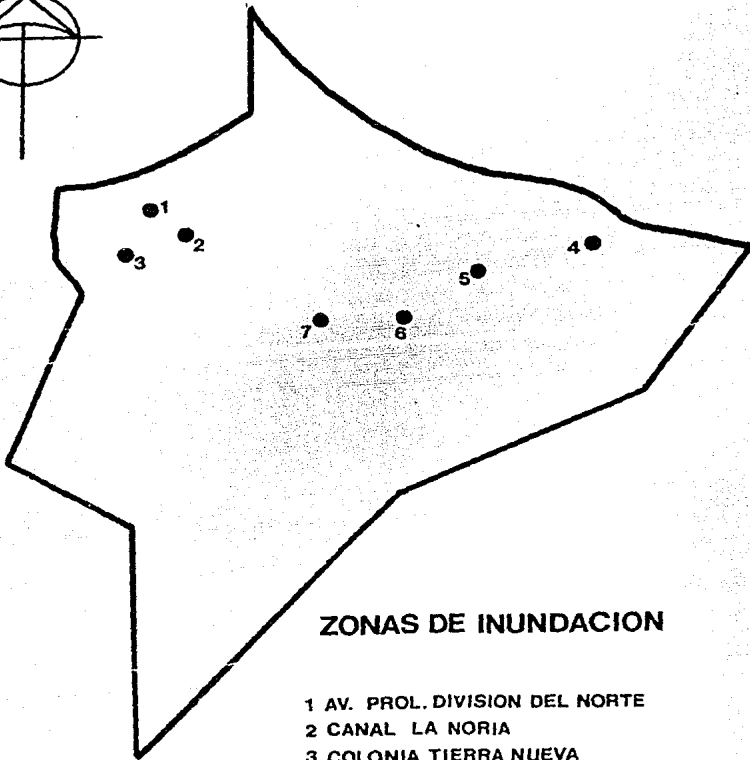 1
2
3
4
5
6
7
ZONAS DE INUNDACION
1 AV. PROL. DIVISION DEL NORTE
2 CANAL LA NORIA
3 COLONIA TIERRA NUEVA